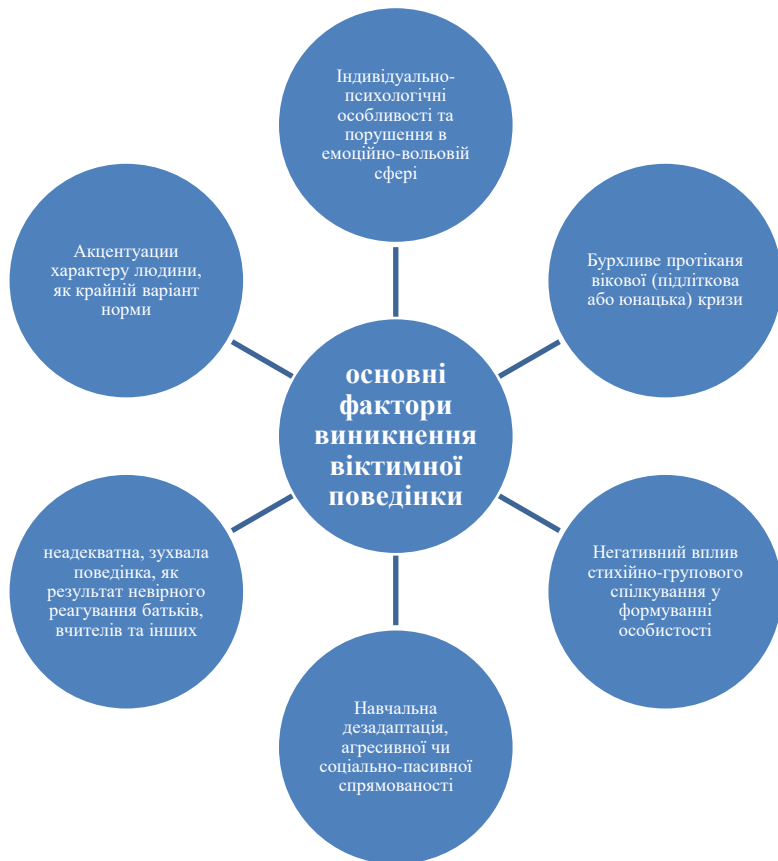 Індивідуально-
психологічні
особливості та
порушення в
емоційно-вольовій
сфері
Акцентуации
характеру людини,
як крайній варіант
норми
Бурхливе протіканя
вікової (підліткова
або юнацька) кризи
основні
фактори
виникнення
віктимної
поведінки
неадекватна, зухвала
поведінка, як
результат невірного
реагування батьків,
вчителів та інших
Негативний вплив
стихійно-групового
спілкування у
формуванні
особистості
Навчальна
дезадаптація,
агресивної чи
соціально-пасивної
спрямованості